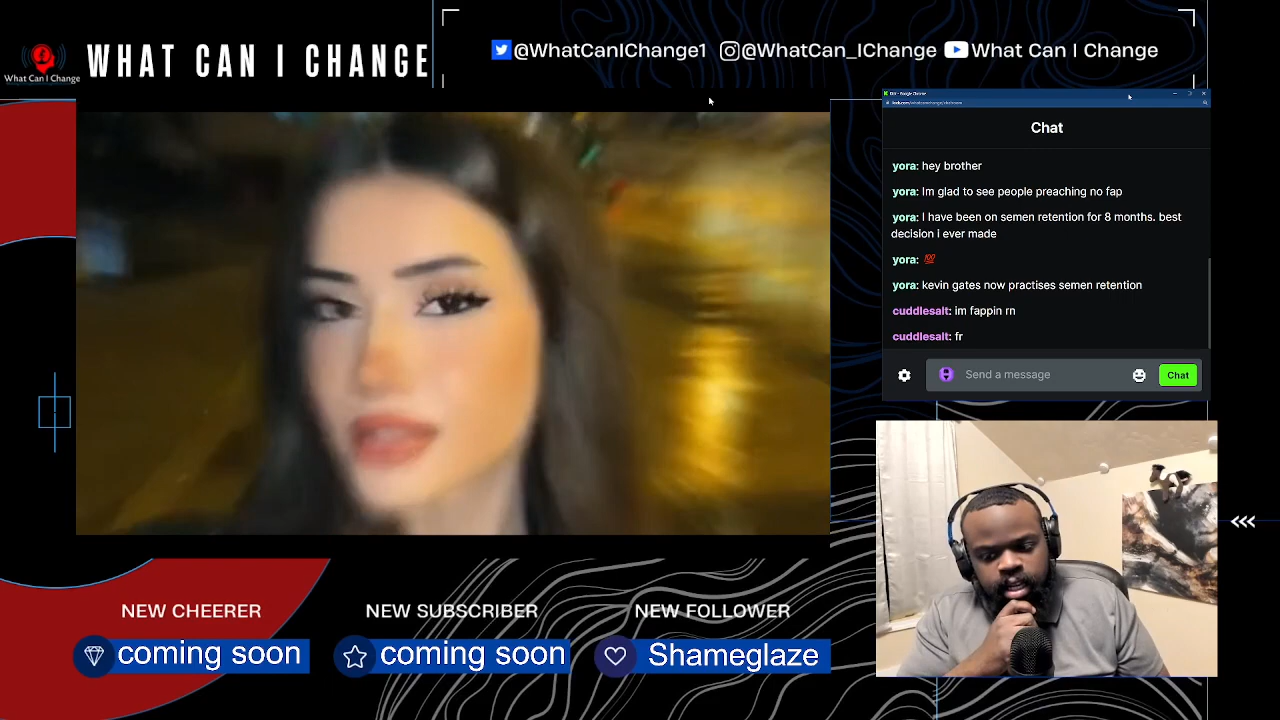 What Can I Change
WHAT CAN I CHANGE
@WhatCanIChange1 @WhatCan_IChange What Can I Change
Chat
yora: hey brother
yora: Im glad to see people preaching no fap
yora: I have been on semen retention for 8 months. best
decision I ever made
yora: 💯
yora: kevin gates now practises semen retention
cuddlesalt: im fappin rn
cuddlesalt: fr
Send a message
Chat
NEW CHEERER
NEW SUBSCRIBER
NEW FOLLOWER
coming soon
coming soon
Shameglaze